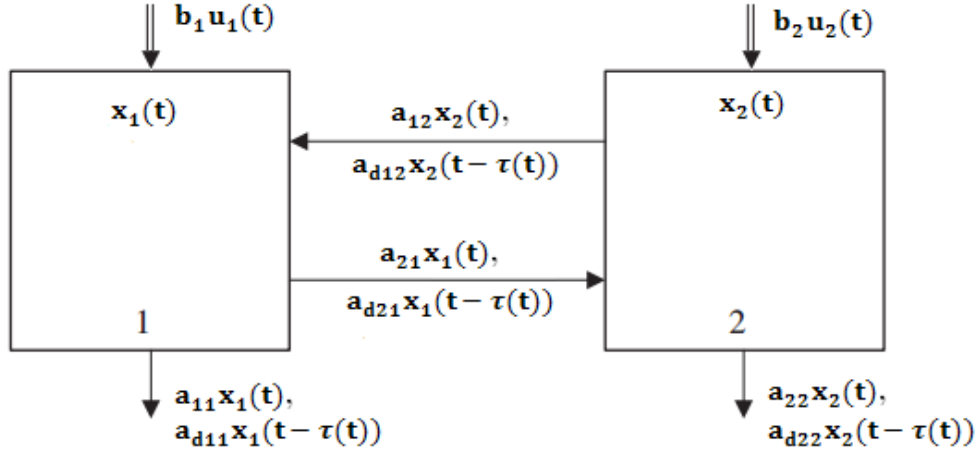 b₁u₁(t)
b₂u₂(t)
x₁(t)
x₂(t)
a₁₂x₂(t),
a_d12x₂(t − τ(t))
a₂₁x₁(t),
a_d21x₁(t − τ(t))
1
2
a₁₁x₁(t),
a_d11x₁(t − τ(t))
a₂₂x₂(t),
a_d22x₂(t − τ(t))